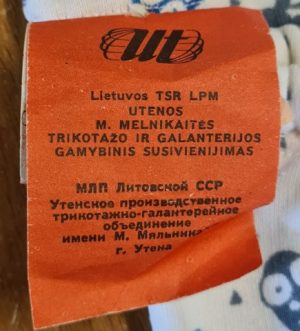 ut
Lietuvos TSR LPM
UTENOS
M. MELNIKAITĖS
TRIKOTAŽO IR GALANTERIJOS
GAMYBINIS SUSIVIENIJIMAS
МЛП Литовской ССР
Утенское производственное
трикотажно-галантерейное
объединение
имени М.
г. Утена